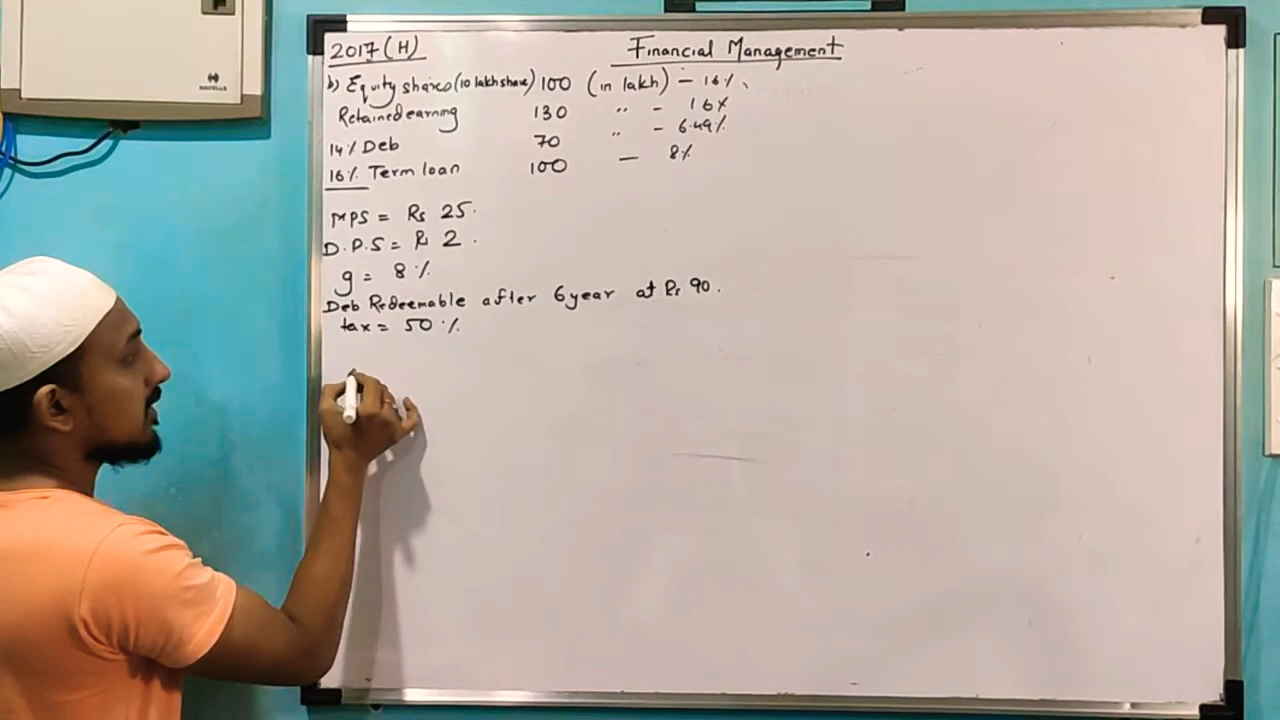 HAVELLS
2017 (H) Financial Management
b) Equity shares (10 lakh share) 100 (in lakh) – 16%
Retained earning 130 " – 16%
14% Deb 70 " – 6.49%
16% Term loan 100 — 8%
MPS = Rs 25.
D.P.S = Rs 2.
g = 8%
Deb Redeemable after 6 year at Rs 90.
tax = 50%